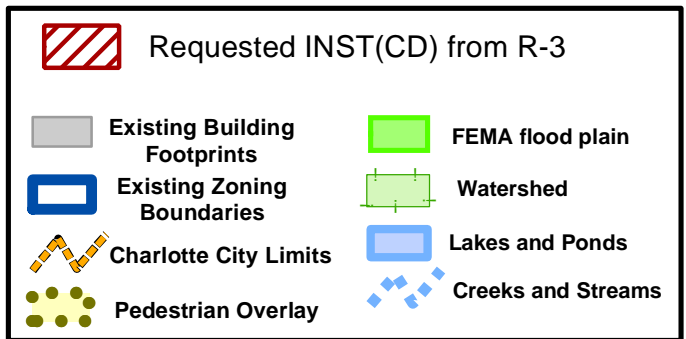 Requested INST(CD) from R-3
Existing Building
Footprints
Existing Zoning
Boundaries
Charlotte City Limits
Pedestrian Overlay
FEMA flood plain
Watershed
Lakes and Ponds
Creeks and Streams